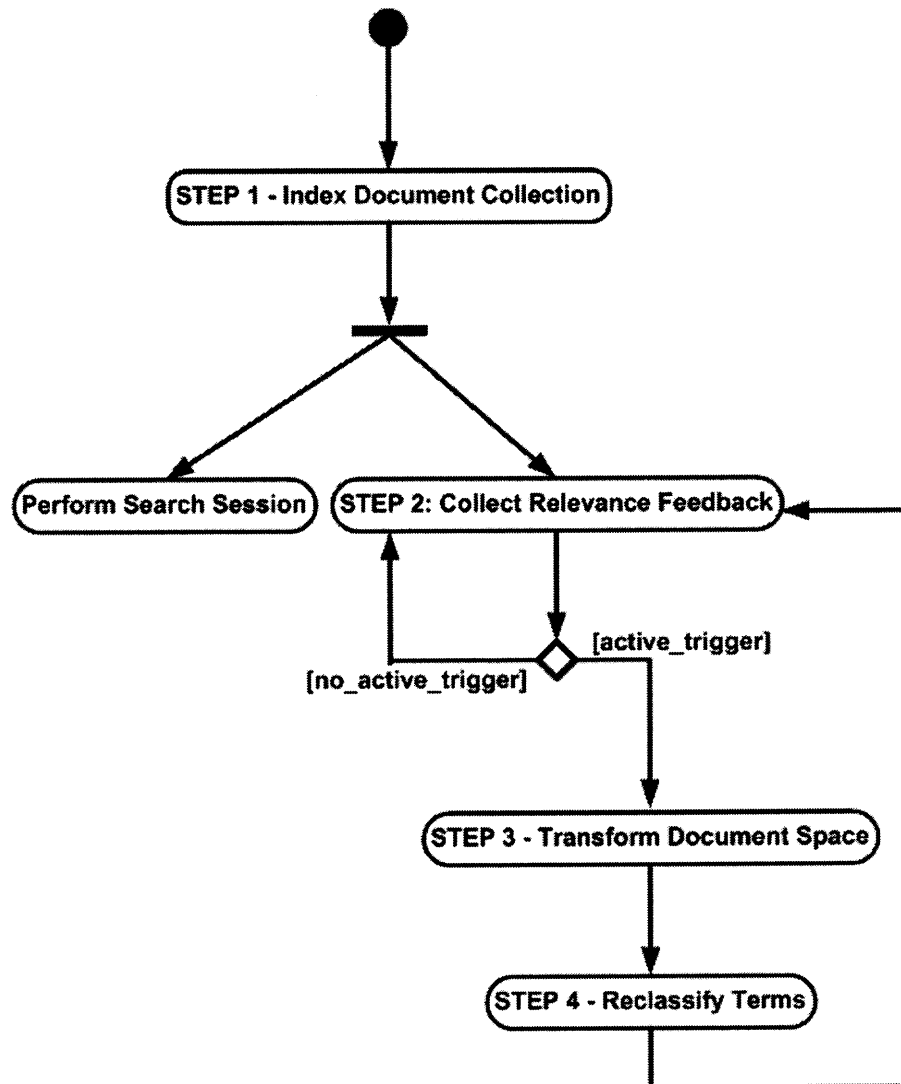 STEP 1 - Index Document Collection
Perform Search Session
STEP 2: Collect Relevance Feedback
[active_trigger]
[no_active_trigger]
STEP 3 - Transform Document Space
STEP 4 - Reclassify Terms